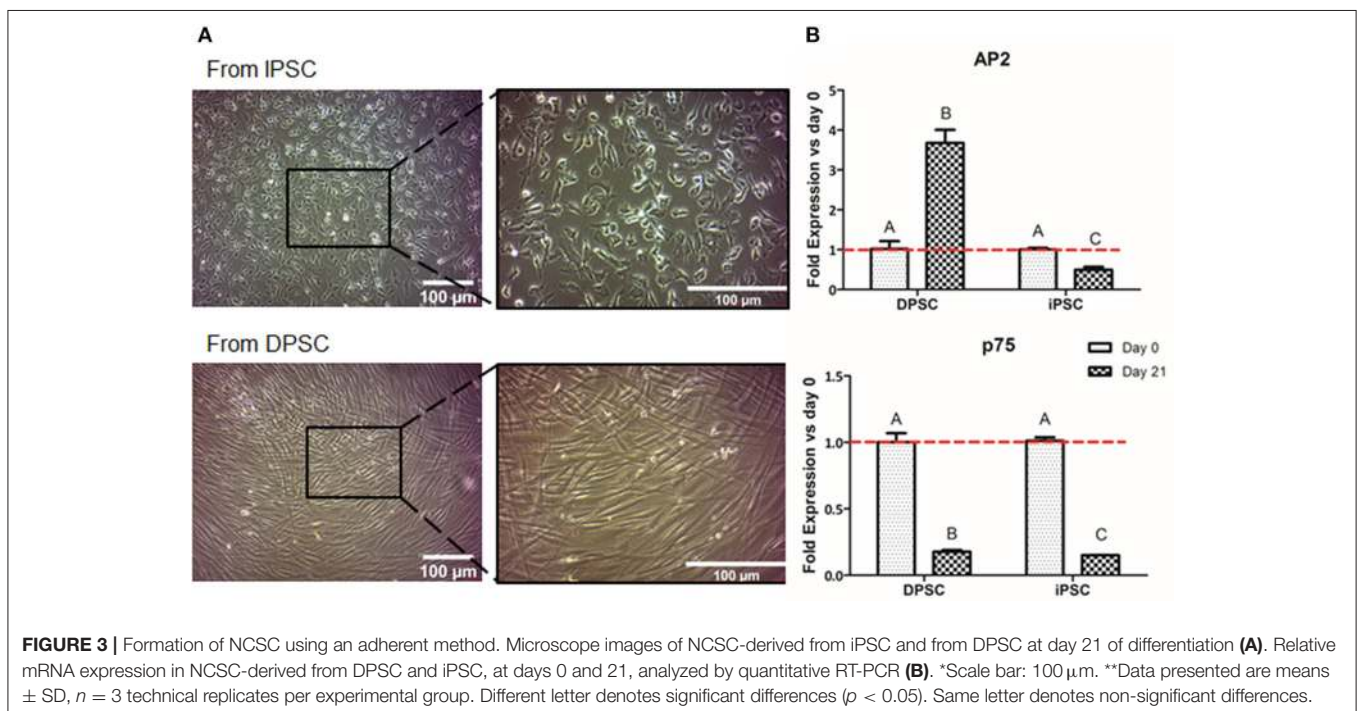 A
From IPSC
100 µm
100 µm
From DPSC
100 µm
100 µm
B
AP2
Fold Expression vs day 0
5
4
3
2
1
0
A
B
A
C
DPSC
iPSC
p75
Day 0
Day 21
Fold Expression vs day 0
1.5
1.0
0.5
0.0
A
B
A
C
DPSC
iPSC
FIGURE 3 | Formation of NCSC using an adherent method. Microscope images of NCSC-derived from iPSC and from DPSC at day 21 of differentiation (A). Relative
mRNA expression in NCSC-derived from DPSC and iPSC, at days 0 and 21, analyzed by quantitative RT-PCR (B). *Scale bar: 100 µm. **Data presented are means
± SD, n = 3 technical replicates per experimental group. Different letter denotes significant differences (p < 0.05). Same letter denotes non-significant differences.